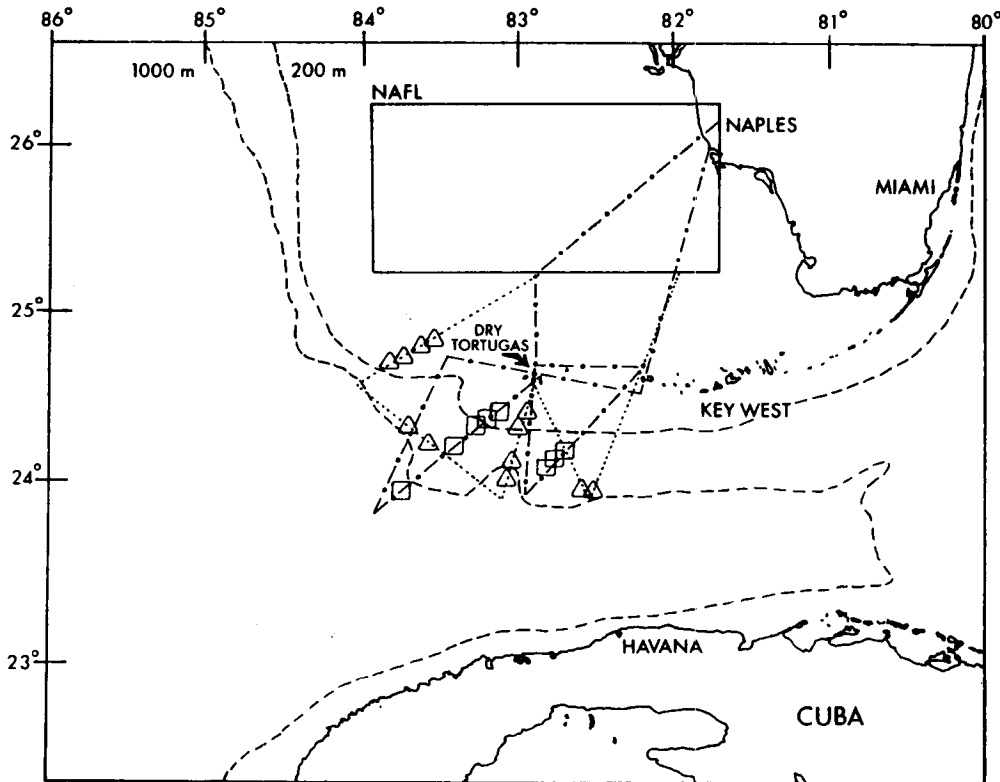 86° 85° 84° 83° 82° 81° 80°
1000 m 200 m
NAFL
26°
NAPLES
MIAMI
25°
DRY
TORTUGAS
KEY WEST
24°
23°
HAVANA
CUBA